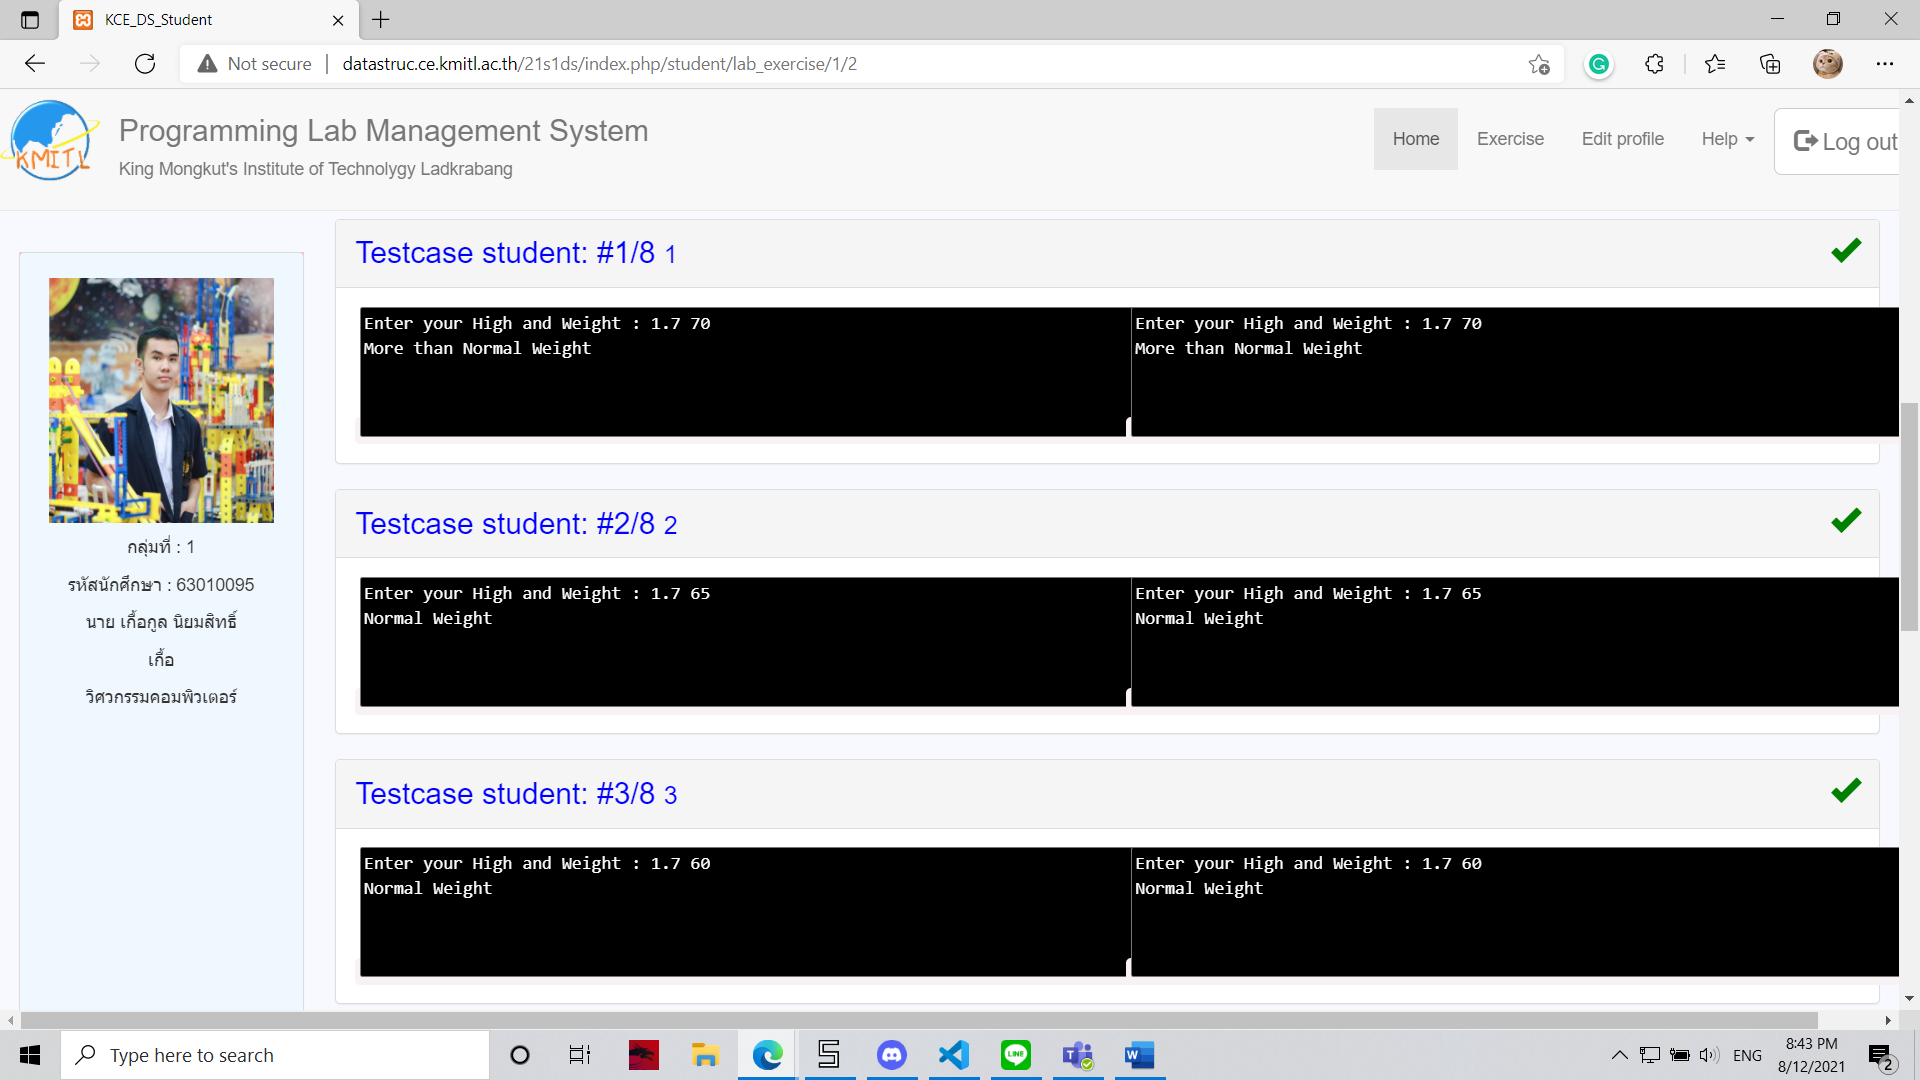 KCE_DS_Student
Not secure
datastruc.ce.kmitl.ac.th/21s1ds/index.php/student/lab_exercise/1/2
KMITL
Programming Lab Management System
King Mongkut's Institute of Technolygy Ladkrabang
Home
Exercise
Edit profile
Help
Log out
กลุ่มที่ : 1
รหัสนักศึกษา : 63010095
นาย เกื้อกูล นิยมสิทธิ์
เกื้อ
วิศวกรรมคอมพิวเตอร์
Testcase student: #1/8 1
Enter your High and Weight : 1.7 70
More than Normal Weight
Enter your High and Weight : 1.7 70
More than Normal Weight
Testcase student: #2/8 2
Enter your High and Weight : 1.7 65
Normal Weight
Enter your High and Weight : 1.7 65
Normal Weight
Testcase student: #3/8 3
Enter your High and Weight : 1.7 60
Normal Weight
Enter your High and Weight : 1.7 60
Normal Weight
Type here to search
LINE
ENG
8:43 PM
8/12/2021
2